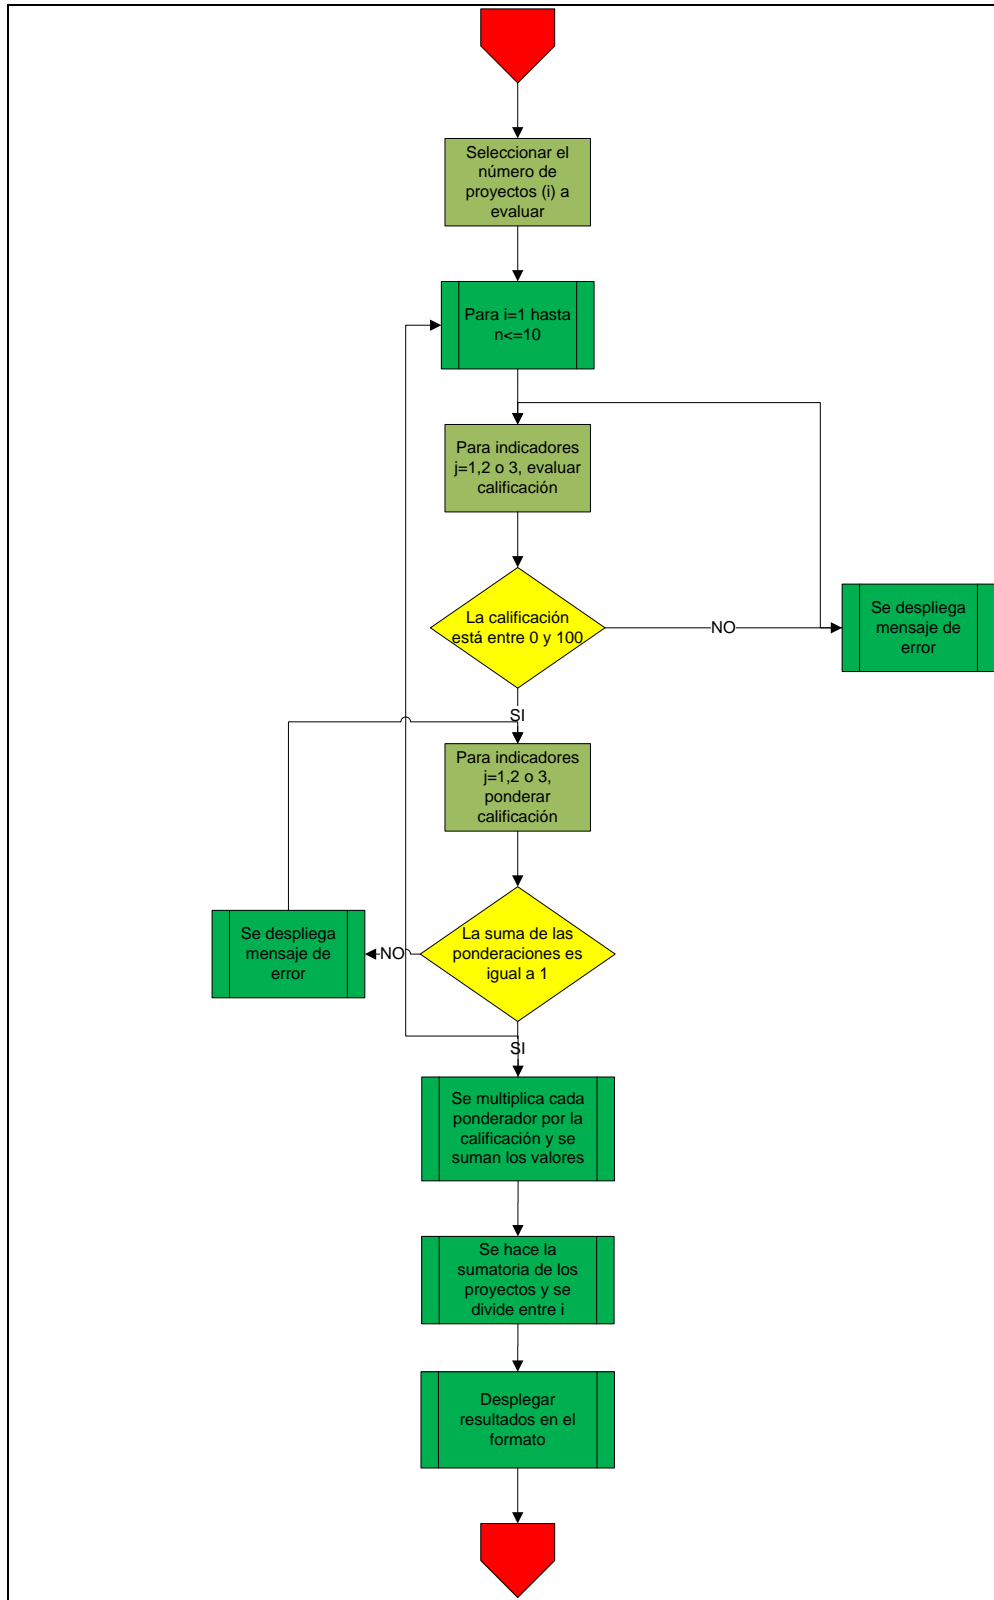 Seleccionar el
número de
proyectos (i) a
evaluar
Para i=1 hasta
n<=10
Para indicadores
j=1,2 o 3, evaluar
calificación
La calificación
está entre 0 y 100
NO
Se despliega
mensaje de
error
SI
Para indicadores
j=1,2 o 3,
ponderar
calificación
La suma de las
ponderaciones es
igual a 1
NO
Se despliega
mensaje de
error
SI
Se multiplica cada
ponderador por la
calificación y se
suman los valores
Se hace la
sumatoria de los
proyectos y se
divide entre i
Desplegar
resultados en el
formato